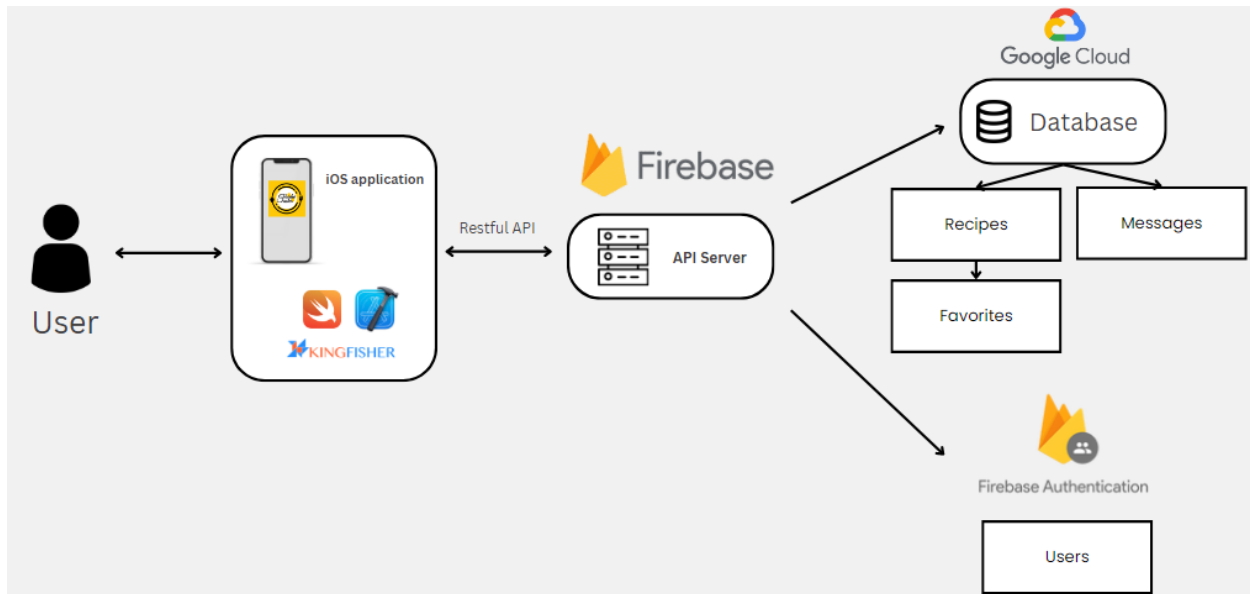 Google Cloud
Database
Firebase
iOS application
Recipes
Messages
Restful API
API Server
User
Favorites
KINGFISHER
Firebase Authentication
Users